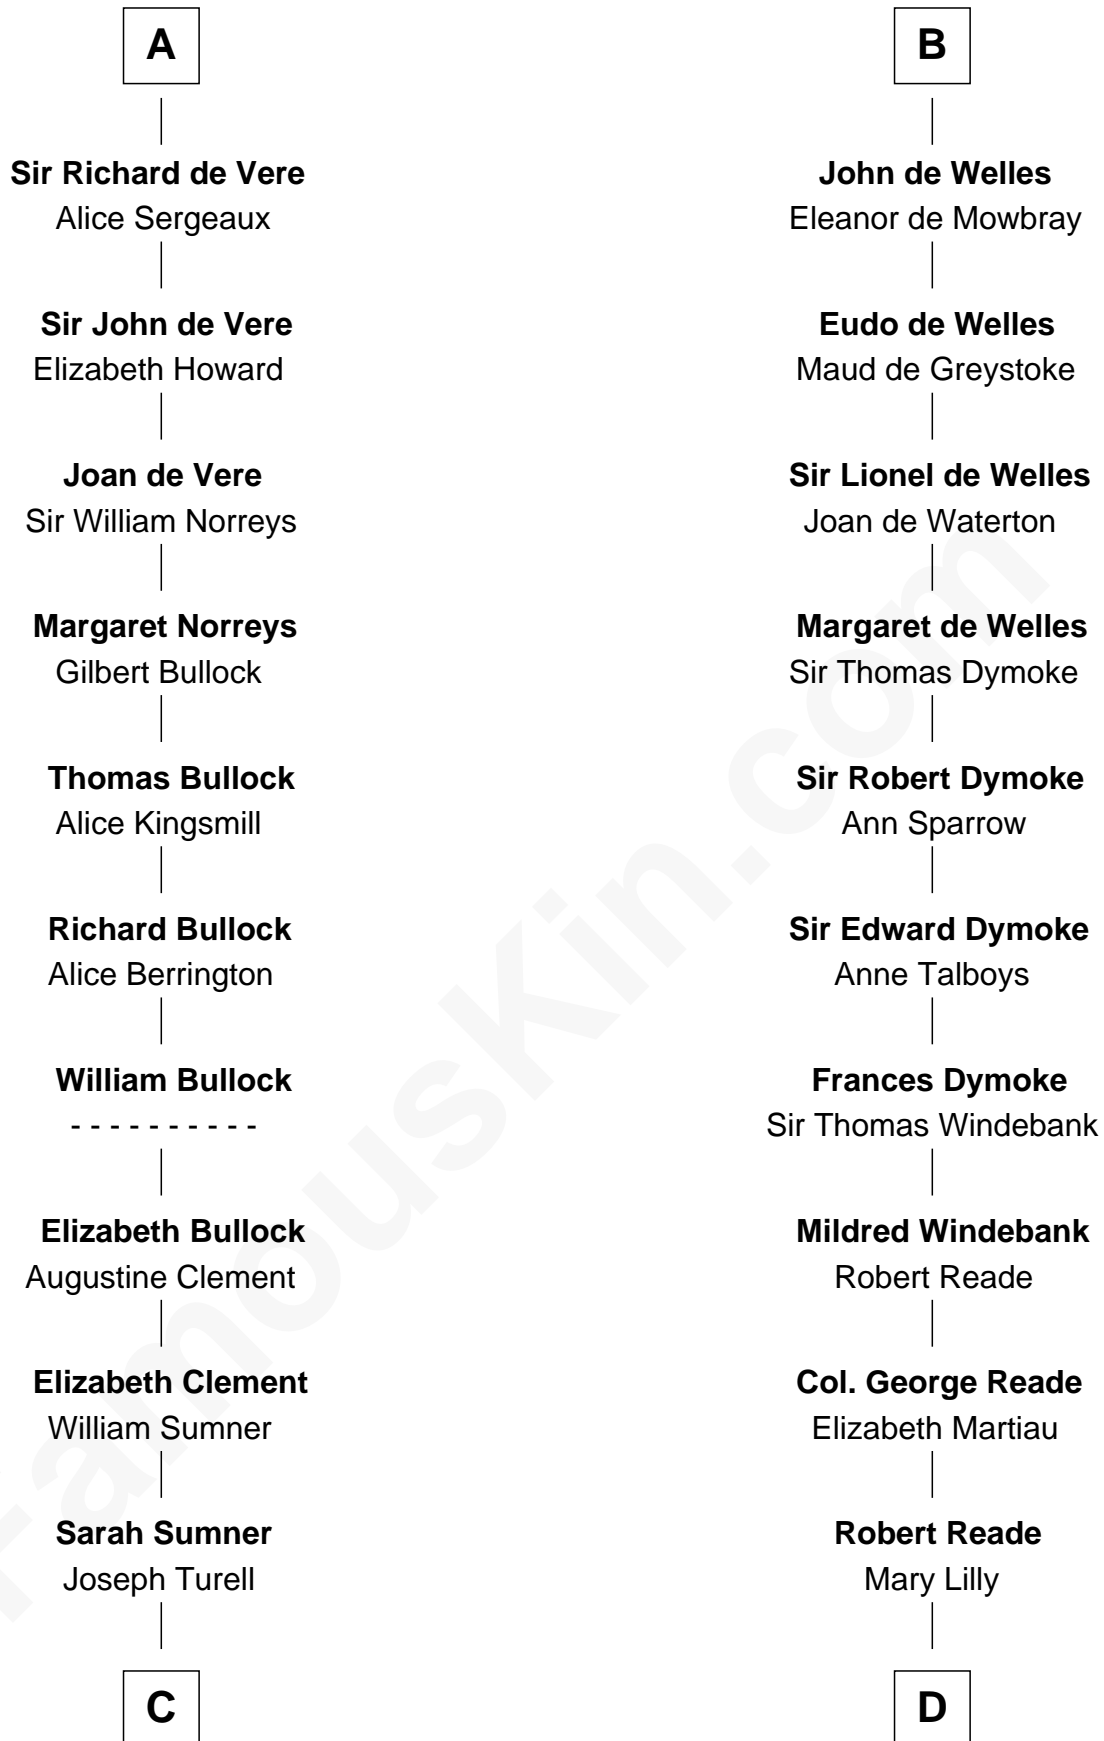 A
Sir Richard de Vere
Alice Sergeaux
Sir John de Vere
Elizabeth Howard
Joan de Vere
Sir William Norreys
Margaret Norreys
Gilbert Bullock
Thomas Bullock
Alice Kingsmill
Richard Bullock
Alice Berrington
William Bullock
- - - - - - - - - -
Elizabeth Bullock
Augustine Clement
Elizabeth Clement
William Sumner
Sarah Sumner
Joseph Turell
C
B
John de Welles
Eleanor de Mowbray
Eudo de Welles
Maud de Greystoke
Sir Lionel de Welles
Joan de Waterton
Margaret de Welles
Sir Thomas Dymoke
Sir Robert Dymoke
Ann Sparrow
Sir Edward Dymoke
Anne Talboys
Frances Dymoke
Sir Thomas Windebank
Mildred Windebank
Robert Reade
Col. George Reade
Elizabeth Martiau
Robert Reade
Mary Lilly
D
FamousKin.com